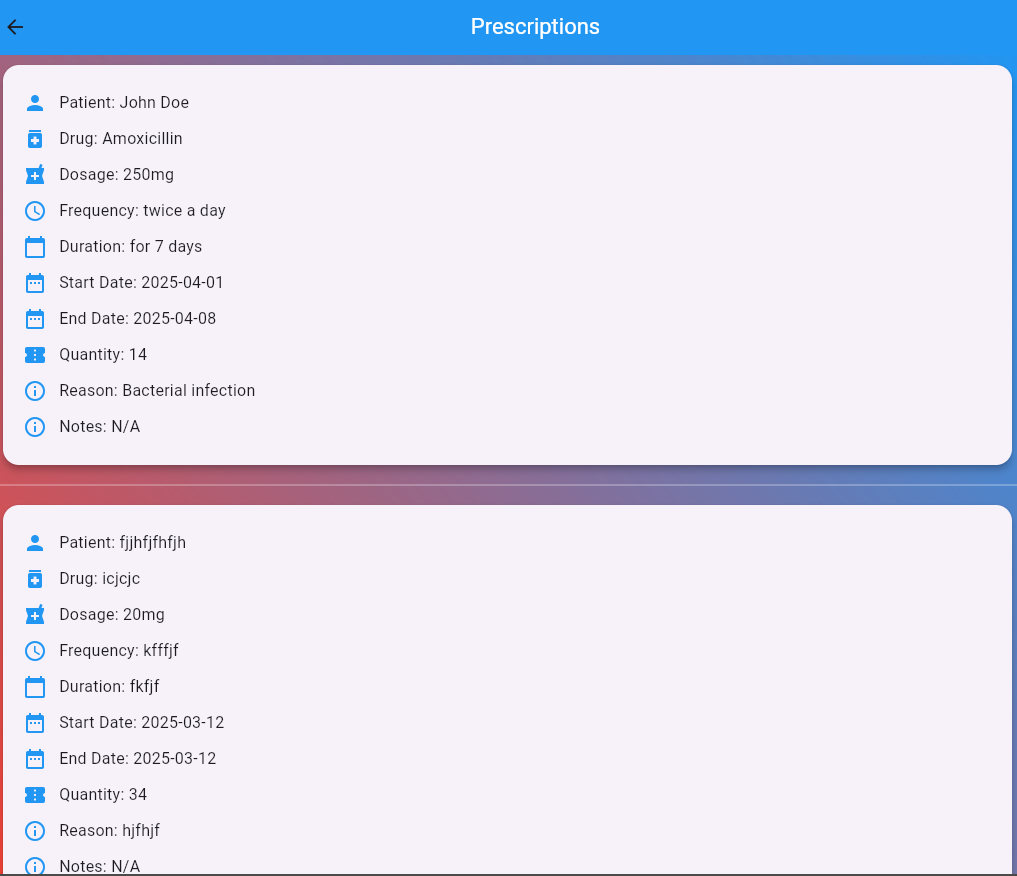 Prescriptions
Patient: John Doe
Drug: Amoxicillin
Dosage: 250mg
Frequency: twice a day
Duration: for 7 days
Start Date: 2025-04-01
End Date: 2025-04-08
Quantity: 14
Reason: Bacterial infection
Notes: N/A
Patient: fjjhfjfhfjh
Drug: icjcjc
Dosage: 20mg
Frequency: kfffjf
Duration: fkfjf
Start Date: 2025-03-12
End Date: 2025-03-12
Quantity: 34
Reason: hjfhjf
Notes: N/A